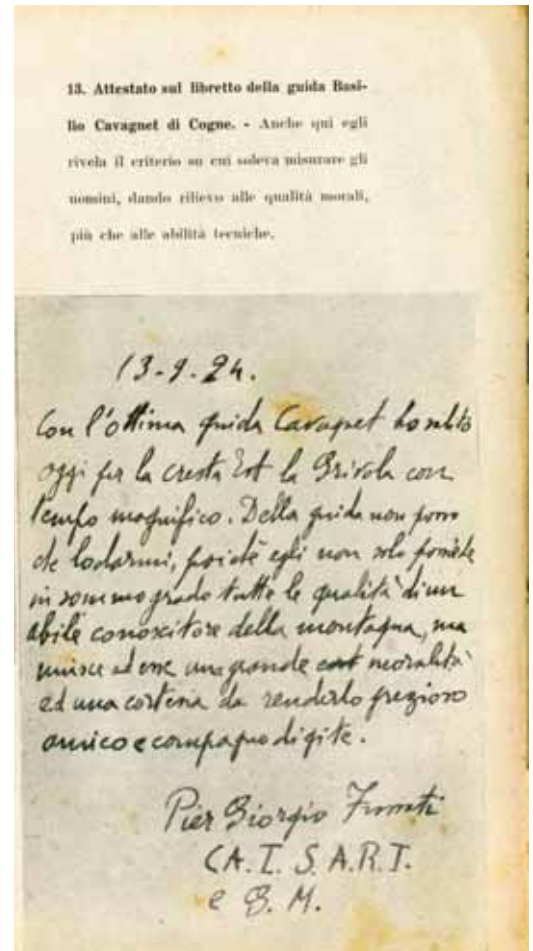 13. Attestato sul libretto della guida Basi-
lio Cavagnet di Cogne. - Anche qui egli
rivela il criterio su cui soleva misurare gli
uomini, dando rilievo alle qualità morali,
più che alle abilità tecniche.
13-9-24.
Con l'ottima guida Cavagnet ho salito
oggi per la cresta Est la Grivola con
tempo magnifico. Della guida non posso
che lodarmi, poichè egli non solo possiede
in sommo grado tutte le qualità di un
abile conoscitore della montagna, ma
unisce ad esse una grande moralità
ed una cortesia da renderlo prezioso
amico e compagno di gite.
Pier Giorgio Frassati
C.A.I. S.A.R.I.
e G. M.